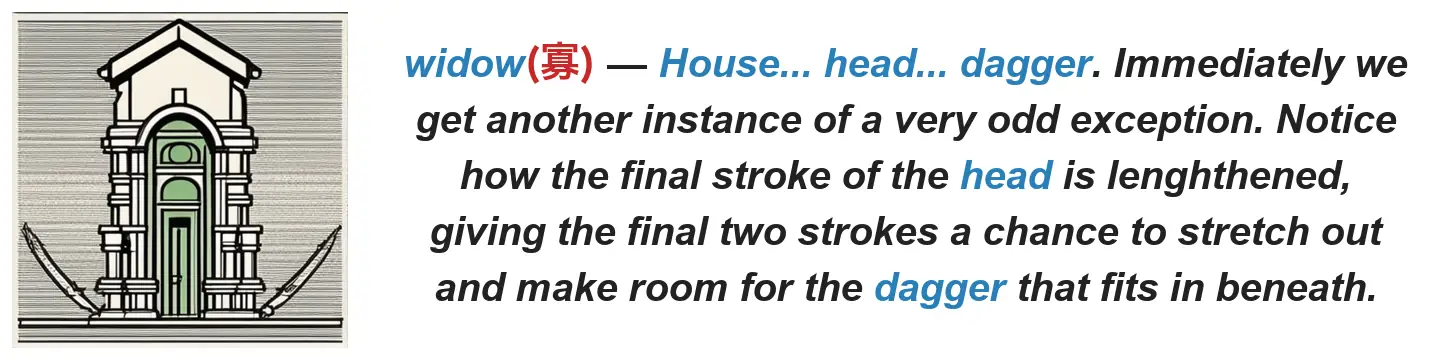 widow(寡) — House... head... dagger. Immediately we
get another instance of a very odd exception. Notice
how the final stroke of the head is lenghthened,
giving the final two strokes a chance to stretch out
and make room for the dagger that fits in beneath.